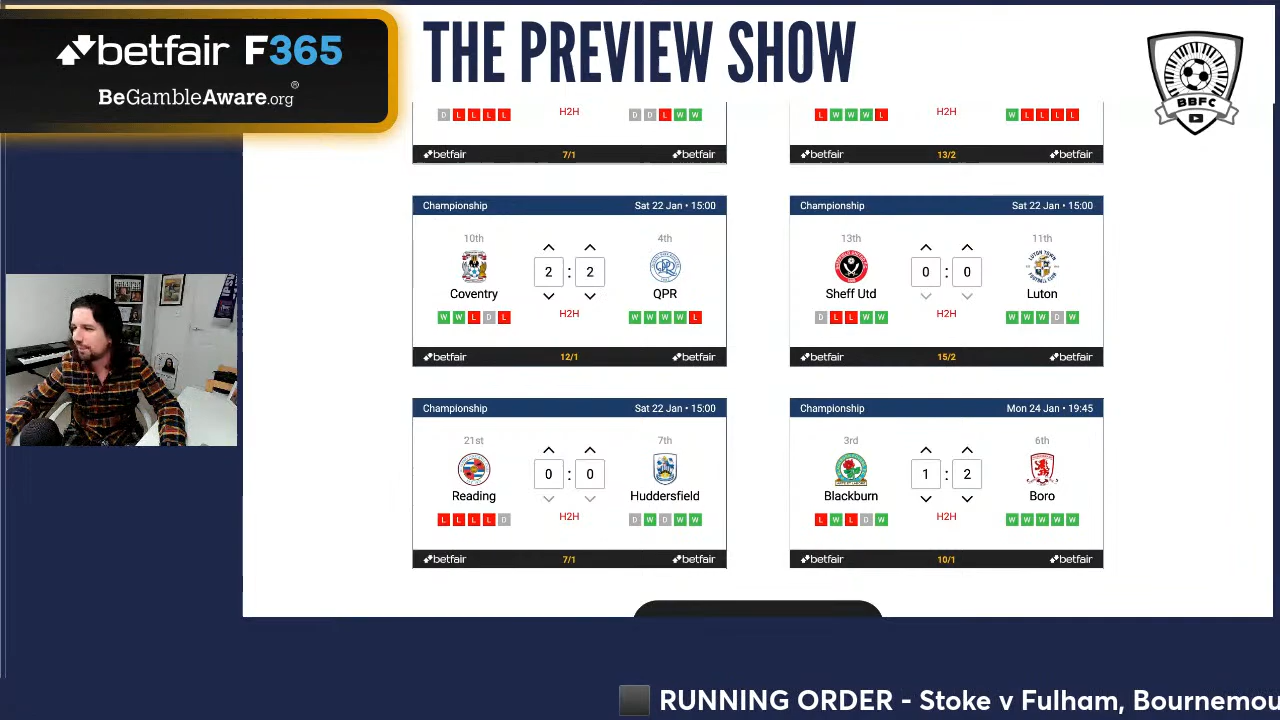 betfair F365
BeGambleAware.org®
THE PREVIEW SHOW
BBFC
D L L L L
H2H
D D L W W
betfair 7/1 betfair
L W W W L
H2H
W L L L L
betfair 13/2 betfair
Championship Sat 22 Jan • 15:00
10th
4th
2 : 2
Coventry
QPR
W W L D L
H2H
W W W W L
betfair 12/1 betfair
Championship Sat 22 Jan • 15:00
13th
11th
0 : 0
Sheff Utd
Luton
D L L W W
H2H
W W W D W
betfair 15/2 betfair
Championship Sat 22 Jan • 15:00
21st
7th
0 : 0
Reading
Huddersfield
L L L L D
H2H
D W D W W
betfair 7/1 betfair
Championship Mon 24 Jan • 19:45
3rd
6th
1 : 2
Blackburn
Boro
L W L D W
H2H
W W W W W
betfair 10/1 betfair
RUNNING ORDER - Stoke v Fulham, Bournemou